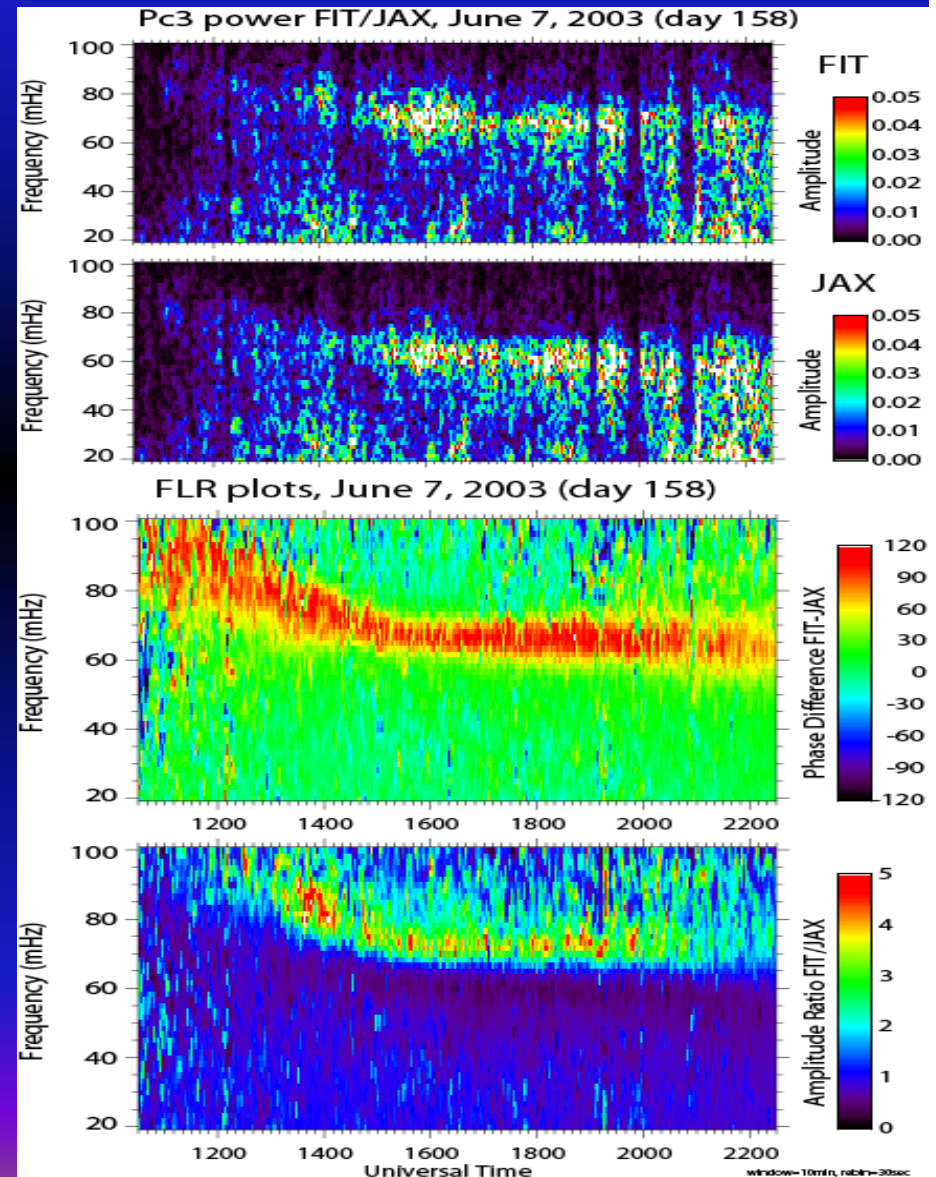 Pc3 power FIT/JAX, June 7, 2003 (day 158)
Frequency (mHz)
100
80
60
40
20
FIT
Amplitude
0.05
0.04
0.03
0.02
0.01
0.00
Frequency (mHz)
100
80
60
40
20
JAX
Amplitude
0.05
0.04
0.03
0.02
0.01
0.00
FLR plots, June 7, 2003 (day 158)
Frequency (mHz)
100
80
60
40
20
1200 1400 1600 1800 2000 2200
Phase Difference FIT-JAX
120
90
60
30
0
-30
-60
-90
-120
Frequency (mHz)
100
80
60
40
20
1200 1400 1600 1800 2000 2200
Universal Time
Amplitude Ratio FIT/JAX
5
4
3
2
1
0
window=10min, rebin=30sec